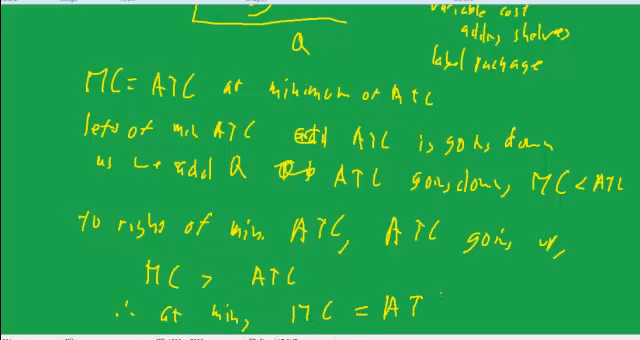 variable cost
adding shelves
label package
Q
MC = ATC at minimum of ATC
left of min ATC ATC is going down
as we add Q ATC going down, MC < ATC
to right of min. ATC, ATC going up,
MC > ATC
∴ at min, MC = AT